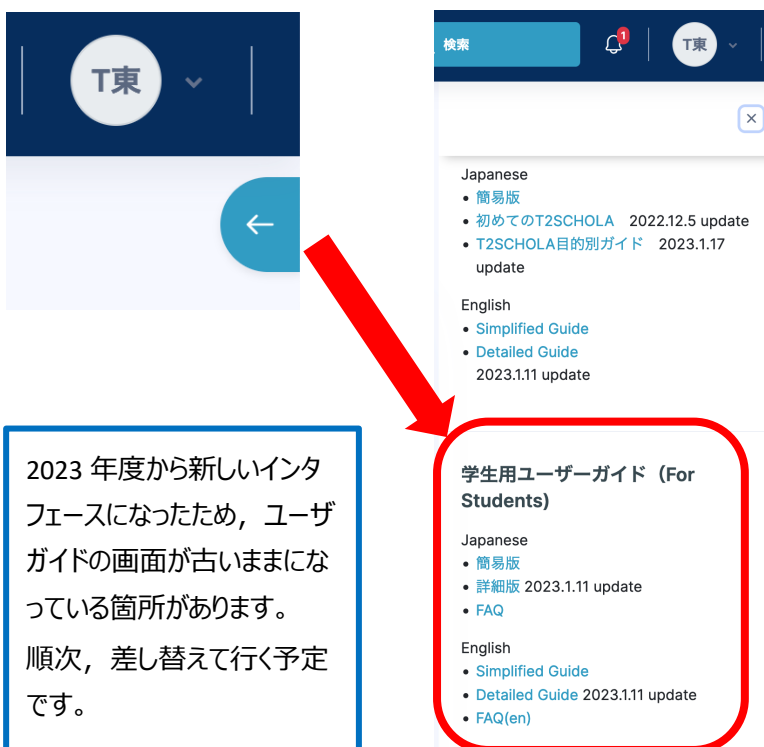 T東
検索
1
T東
Japanese
• 簡易版
• 初めてのT2SCHOLA 2022.12.5 update
• T2SCHOLA目的別ガイド 2023.1.17
update
English
• Simplified Guide
• Detailed Guide
2023.1.11 update
学生用ユーザーガイド（For
Students)
Japanese
• 簡易版
• 詳細版 2023.1.11 update
• FAQ
English
• Simplified Guide
• Detailed Guide 2023.1.11 update
• FAQ(en)
2023 年度から新しいインタ
フェースになったため，ユーザ
ガイドの画面が古いままにな
っている箇所があります。
順次，差し替えて行く予定
です。